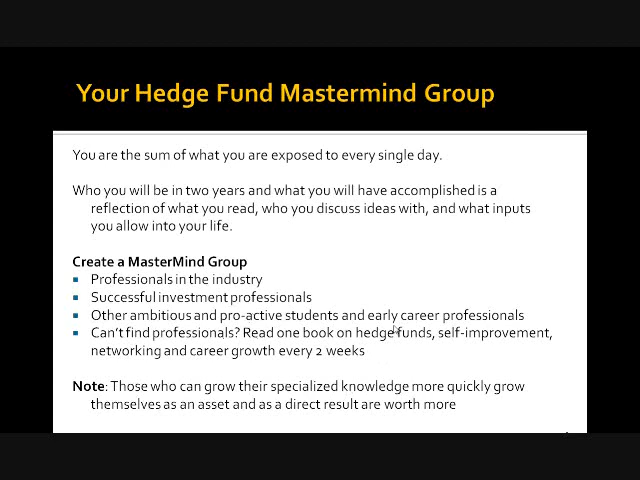 Your Hedge Fund Mastermind Group
You are the sum of what you are exposed to every single day.
Who you will be in two years and what you will have accomplished is a
reflection of what you read, who you discuss ideas with, and what inputs
you allow into your life.
Create a MasterMind Group
Professionals in the industry
Successful investment professionals
Other ambitious and pro-active students and early career professionals
Can't find professionals? Read one book on hedge funds, self-improvement,
networking and career growth every 2 weeks
Note: Those who can grow their specialized knowledge more quickly grow
themselves as an asset and as a direct result are worth more